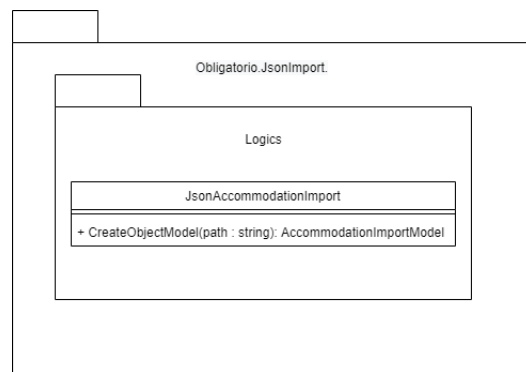 Obligatorio.JsonImport.
Logics
JsonAccommodationImport
+ CreateObjectModel(path : string): AccommodationImportModel